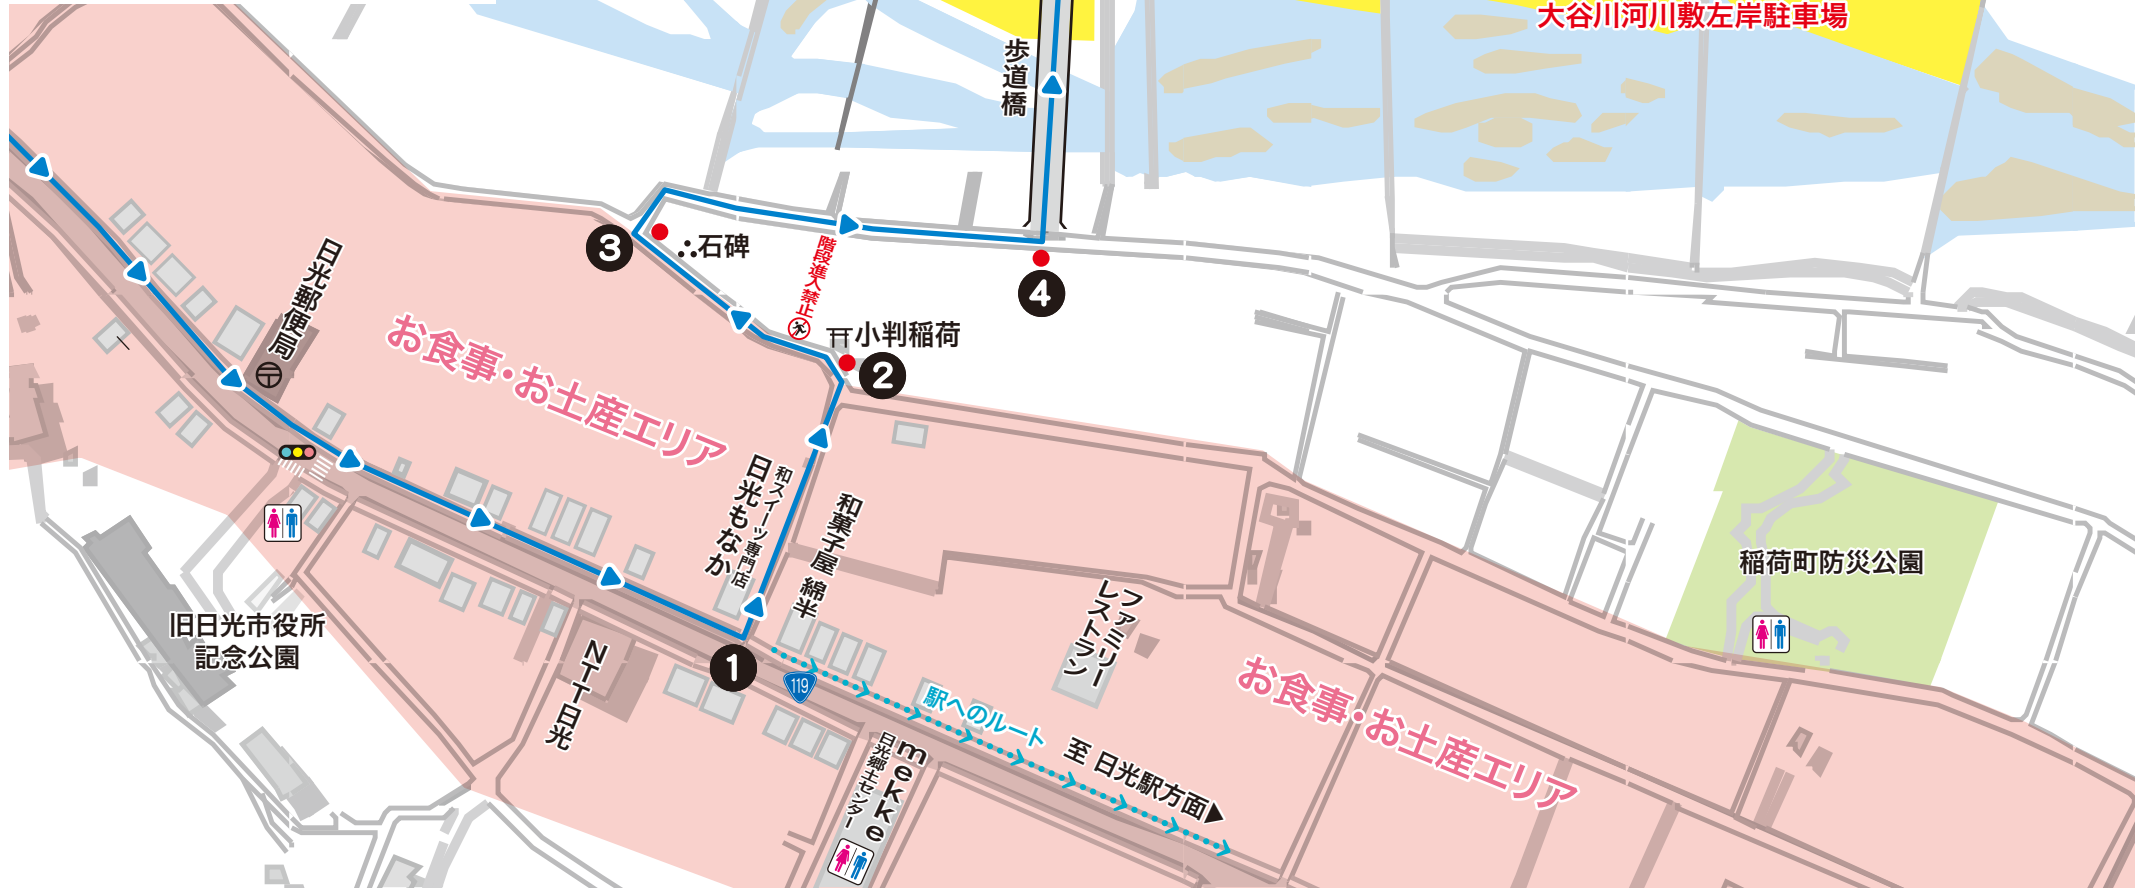 大谷川河川敷左岸駐車場
歩道橋
日光郵便局
3
石碑
階段進入禁止
4
小判稲荷
2
お食事・お土産エリア
和スイーツ専門店
日光もなか
和菓子屋 綿半
稲荷町防災公園
旧日光市役所
記念公園
NTT日光
1
119
ファミリー
レストラン
お食事・お土産エリア
駅へのルート
至 日光駅方面▶
mekke
日光郷土センター